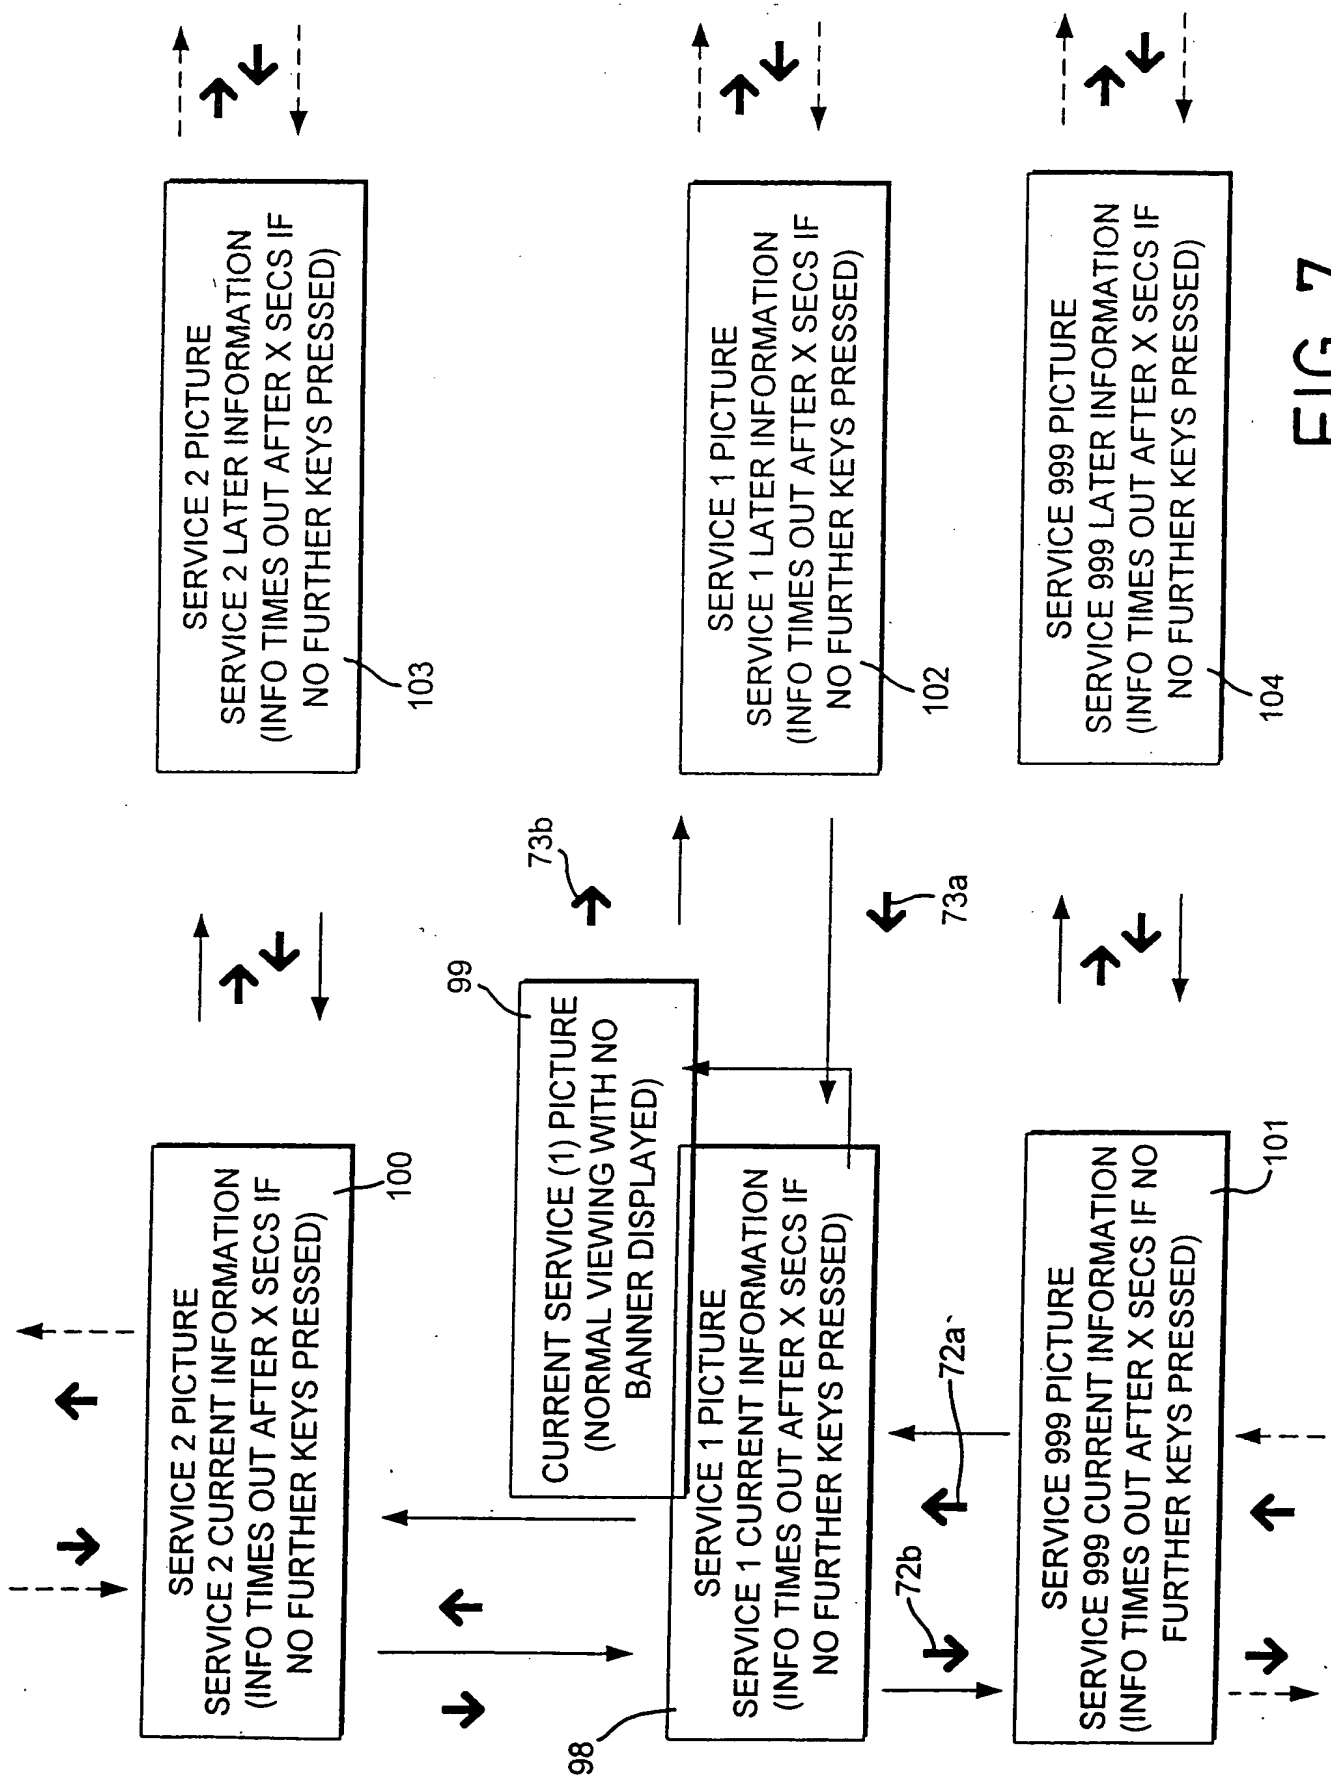 SERVICE 2 PICTURE
SERVICE 2 CURRENT INFORMATION
(INFO TIMES OUT AFTER X SECS IF
NO FURTHER KEYS PRESSED)
100
SERVICE 2 PICTURE
SERVICE 2 LATER INFORMATION
(INFO TIMES OUT AFTER X SECS IF
NO FURTHER KEYS PRESSED)
103
99
CURRENT SERVICE (1) PICTURE
(NORMAL VIEWING WITH NO
BANNER DISPLAYED)
73b
98
SERVICE 1 PICTURE
SERVICE 1 CURRENT INFORMATION
(INFO TIMES OUT AFTER X SECS IF
NO FURTHER KEYS PRESSED)
SERVICE 1 PICTURE
SERVICE 1 LATER INFORMATION
(INFO TIMES OUT AFTER X SECS IF
NO FURTHER KEYS PRESSED)
102
73a
72b
72a
SERVICE 999 PICTURE
SERVICE 999 CURRENT INFORMATION
(INFO TIMES OUT AFTER X SECS IF NO
FURTHER KEYS PRESSED)
101
SERVICE 999 PICTURE
SERVICE 999 LATER INFORMATION
(INFO TIMES OUT AFTER X SECS IF
NO FURTHER KEYS PRESSED)
104
FIG 7